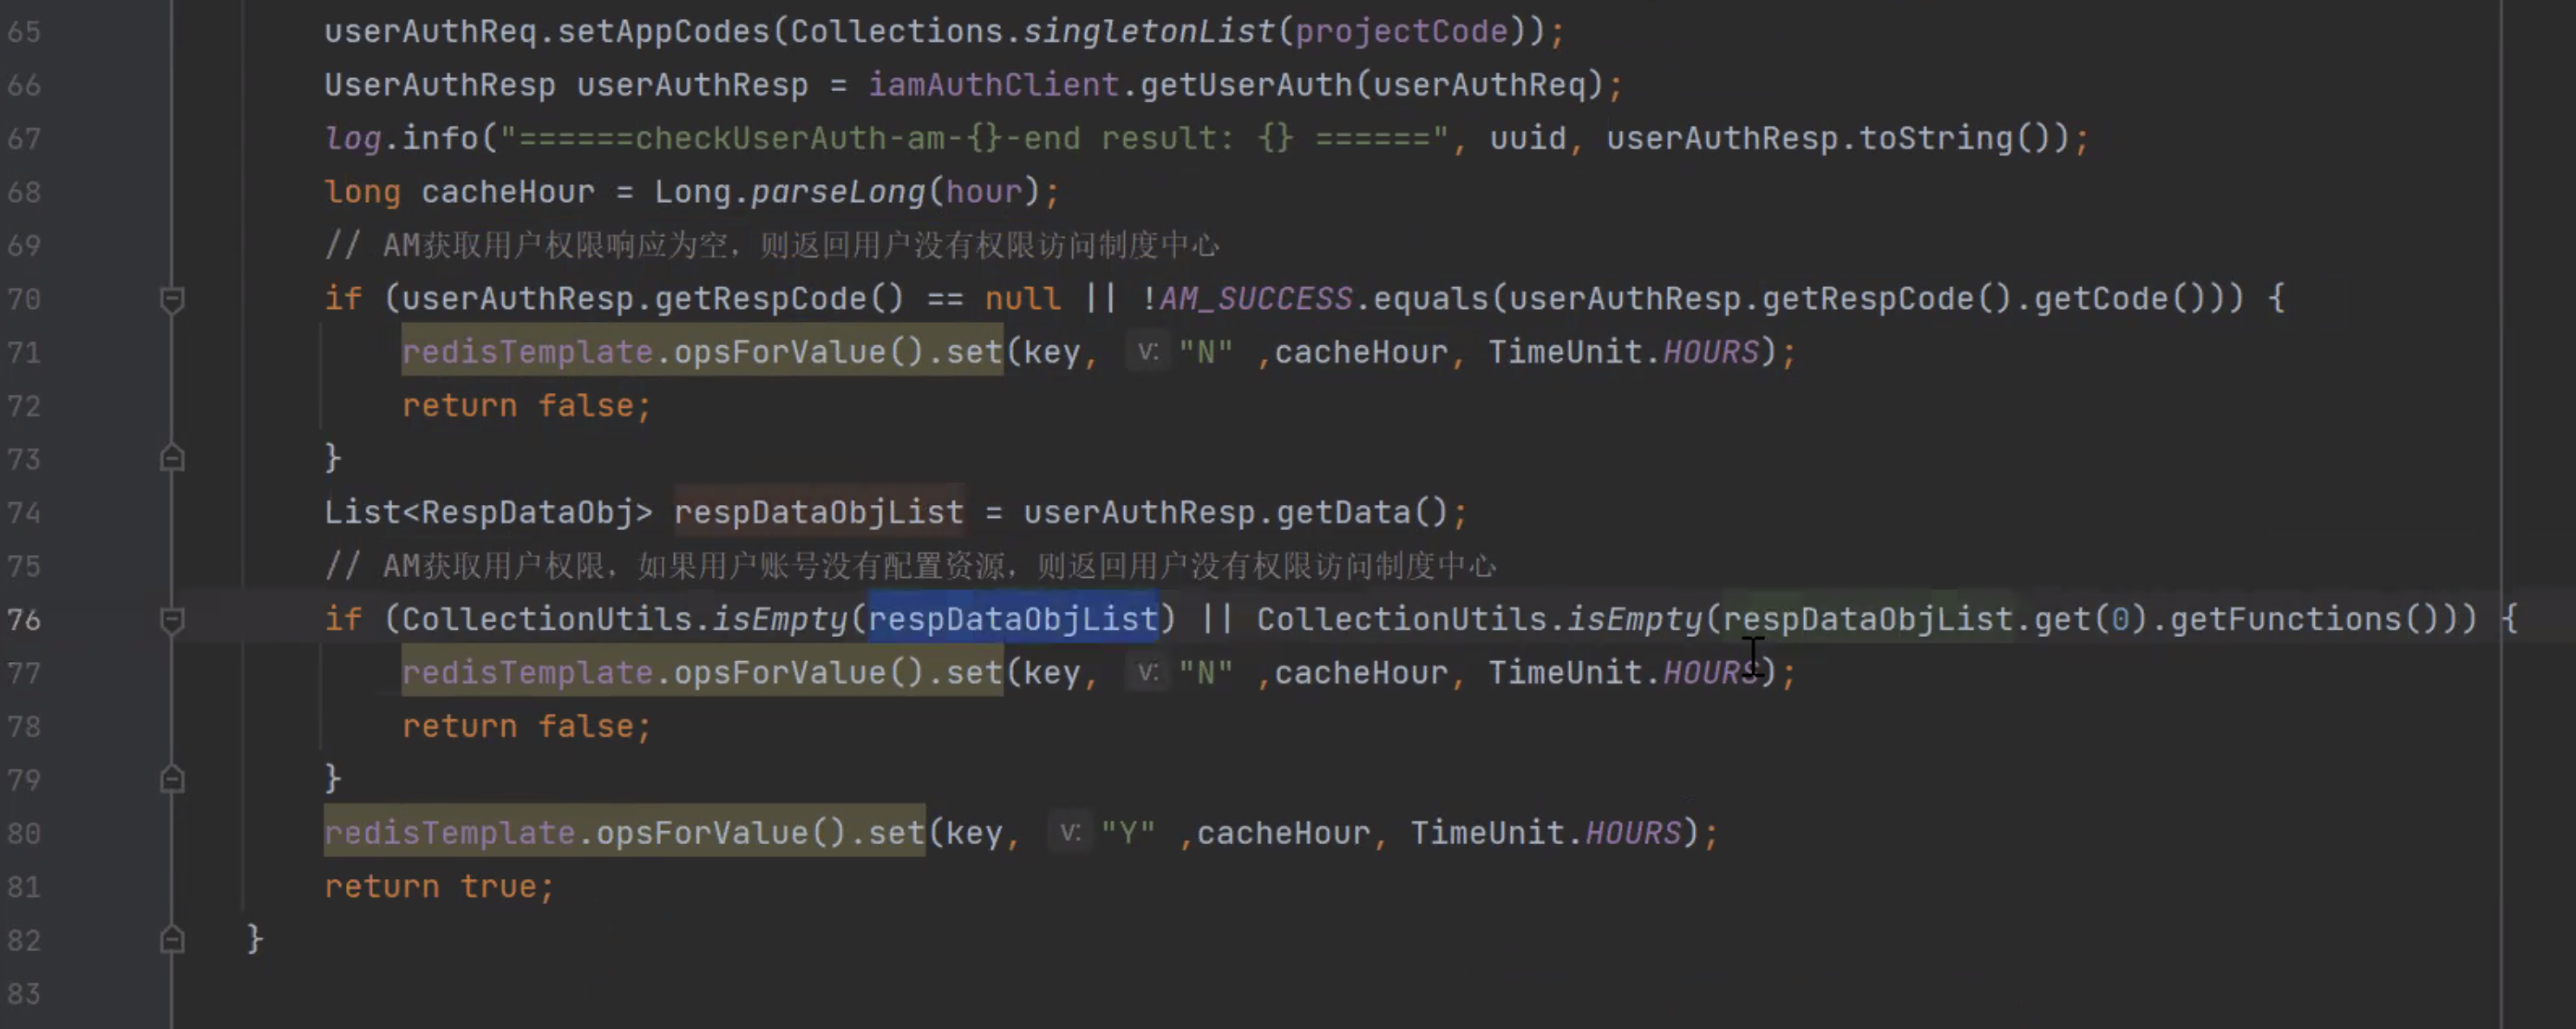 65 userAuthReq.setAppCodes(Collections.singletonList(projectCode));
66 UserAuthResp userAuthResp = iamAuthClient.getUserAuth(userAuthReq);
67 log.info("======checkUserAuth-am-{}-end result: {} ======", uuid, userAuthResp.toString());
68 long cacheHour = Long.parseLong(hour);
69 // AM获取用户权限响应为空，则返回用户没有权限访问制度中心
70 if (userAuthResp.getRespCode() == null || !AM_SUCCESS.equals(userAuthResp.getRespCode().getCode())) {
71 redisTemplate.opsForValue().set(key, v: "N" ,cacheHour, TimeUnit.HOURS);
72 return false;
73 }
74 List<RespDataObj> respDataObjList = userAuthResp.getData();
75 // AM获取用户权限，如果用户账号没有配置资源，则返回用户没有权限访问制度中心
76 if (CollectionUtils.isEmpty(respDataObjList) || CollectionUtils.isEmpty(respDataObjList.get(0).getFunctions())) {
77 redisTemplate.opsForValue().set(key, v: "N" ,cacheHour, TimeUnit.HOURS);
78 return false;
79 }
80 redisTemplate.opsForValue().set(key, v: "Y" ,cacheHour, TimeUnit.HOURS);
81 return true;
82 }
83